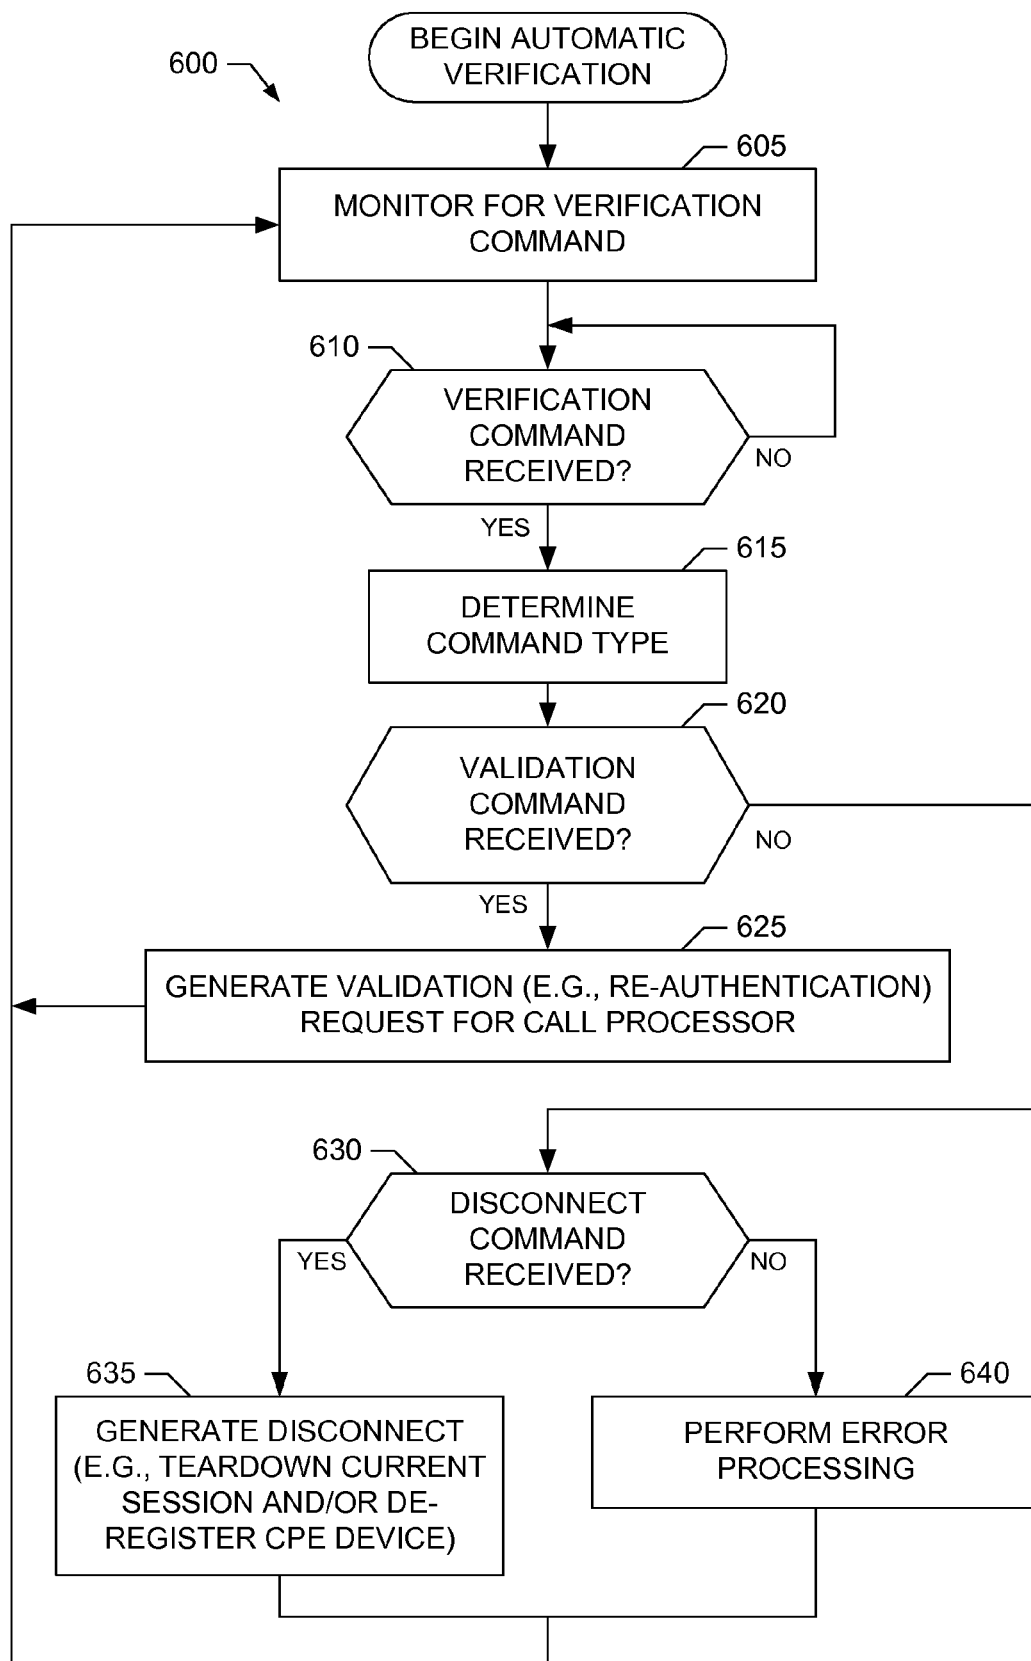 BEGIN AUTOMATIC
VERIFICATION
600
605
MONITOR FOR VERIFICATION
COMMAND
610
VERIFICATION
COMMAND
RECEIVED?
NO
YES
615
DETERMINE
COMMAND TYPE
620
VALIDATION
COMMAND
RECEIVED?
NO
YES
625
GENERATE VALIDATION (E.G., RE-AUTHENTICATION)
REQUEST FOR CALL PROCESSOR
630
DISCONNECT
COMMAND
RECEIVED?
YES
NO
635
GENERATE DISCONNECT
(E.G., TEARDOWN CURRENT
SESSION AND/OR DE-
REGISTER CPE DEVICE)
640
PERFORM ERROR
PROCESSING